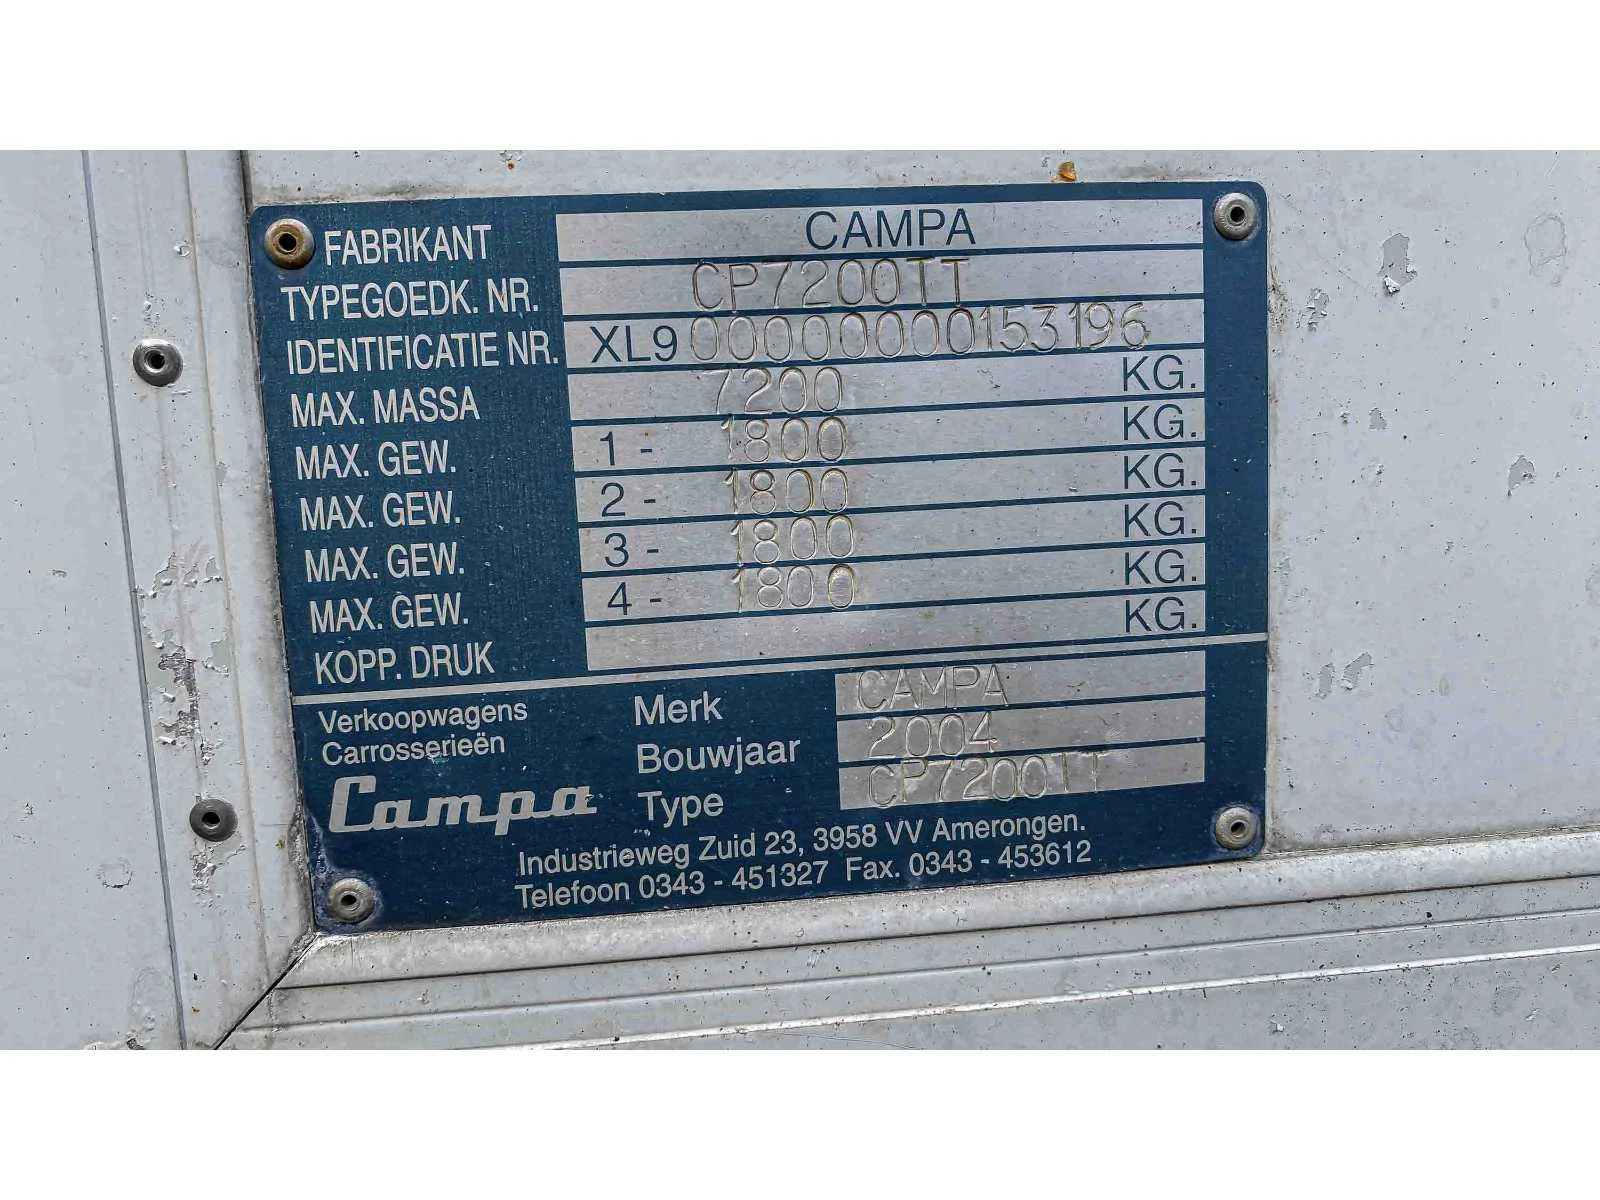 FABRIKANT CAMPA
TYPEGOEDK. NR. CP7200TT
IDENTIFICATIE NR. XL900000000153196
MAX. MASSA 7200 KG.
MAX. GEW. 1- 1800 KG.
MAX. GEW. 2- 1800 KG.
MAX. GEW. 3- 1800 KG.
MAX. GEW. 4- 1800 KG.
KOPP. DRUK KG.
Verkoopwagens
Carrosserieën
Campa
Merk CAMPA
Bouwjaar 2004
Type CP7200TT
Industrieweg Zuid 23, 3958 VV Amerongen.
Telefoon 0343 - 451327 Fax. 0343 - 453612